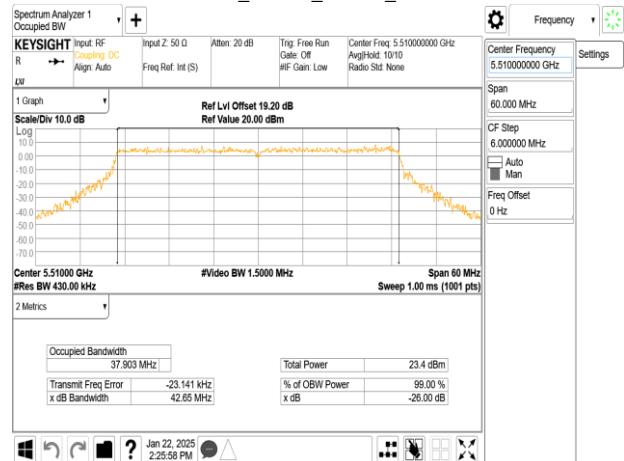 Spectrum Analyzer 1
Occupied BW
Frequency
KEYSIGHT
R
LXI
Input: RF
Coupling: DC
Align: Auto
Input Z: 50 Ω
Freq Ref: Int (S)
Atten: 20 dB
Trig: Free Run
Gate: Off
#IF Gain: Low
Center Freq: 5.510000000 GHz
Avg|Hold: 10/10
Radio Std: None
Center Frequency
5.510000000 GHz
Settings
Span
60.000 MHz
CF Step
6.000000 MHz
Auto
Man
Freq Offset
0 Hz
1 Graph
Scale/Div 10.0 dB
Ref Lvl Offset 19.20 dB
Ref Value 20.00 dBm
Log
10.0
0.00
-10.0
-20.0
-30.0
-40.0
-50.0
-60.0
-70.0
Center 5.51000 GHz
#Video BW 1.5000 MHz
Span 60 MHz
#Res BW 430.00 kHz
Sweep 1.00 ms (1001 pts)
2 Metrics
Occupied Bandwidth
37.903 MHz
Total Power 23.4 dBm
Transmit Freq Error -23.141 kHz
% of OBW Power 99.00 %
x dB Bandwidth 42.65 MHz
x dB -26.00 dB
?
Jan 22, 2025
2:25:58 PM